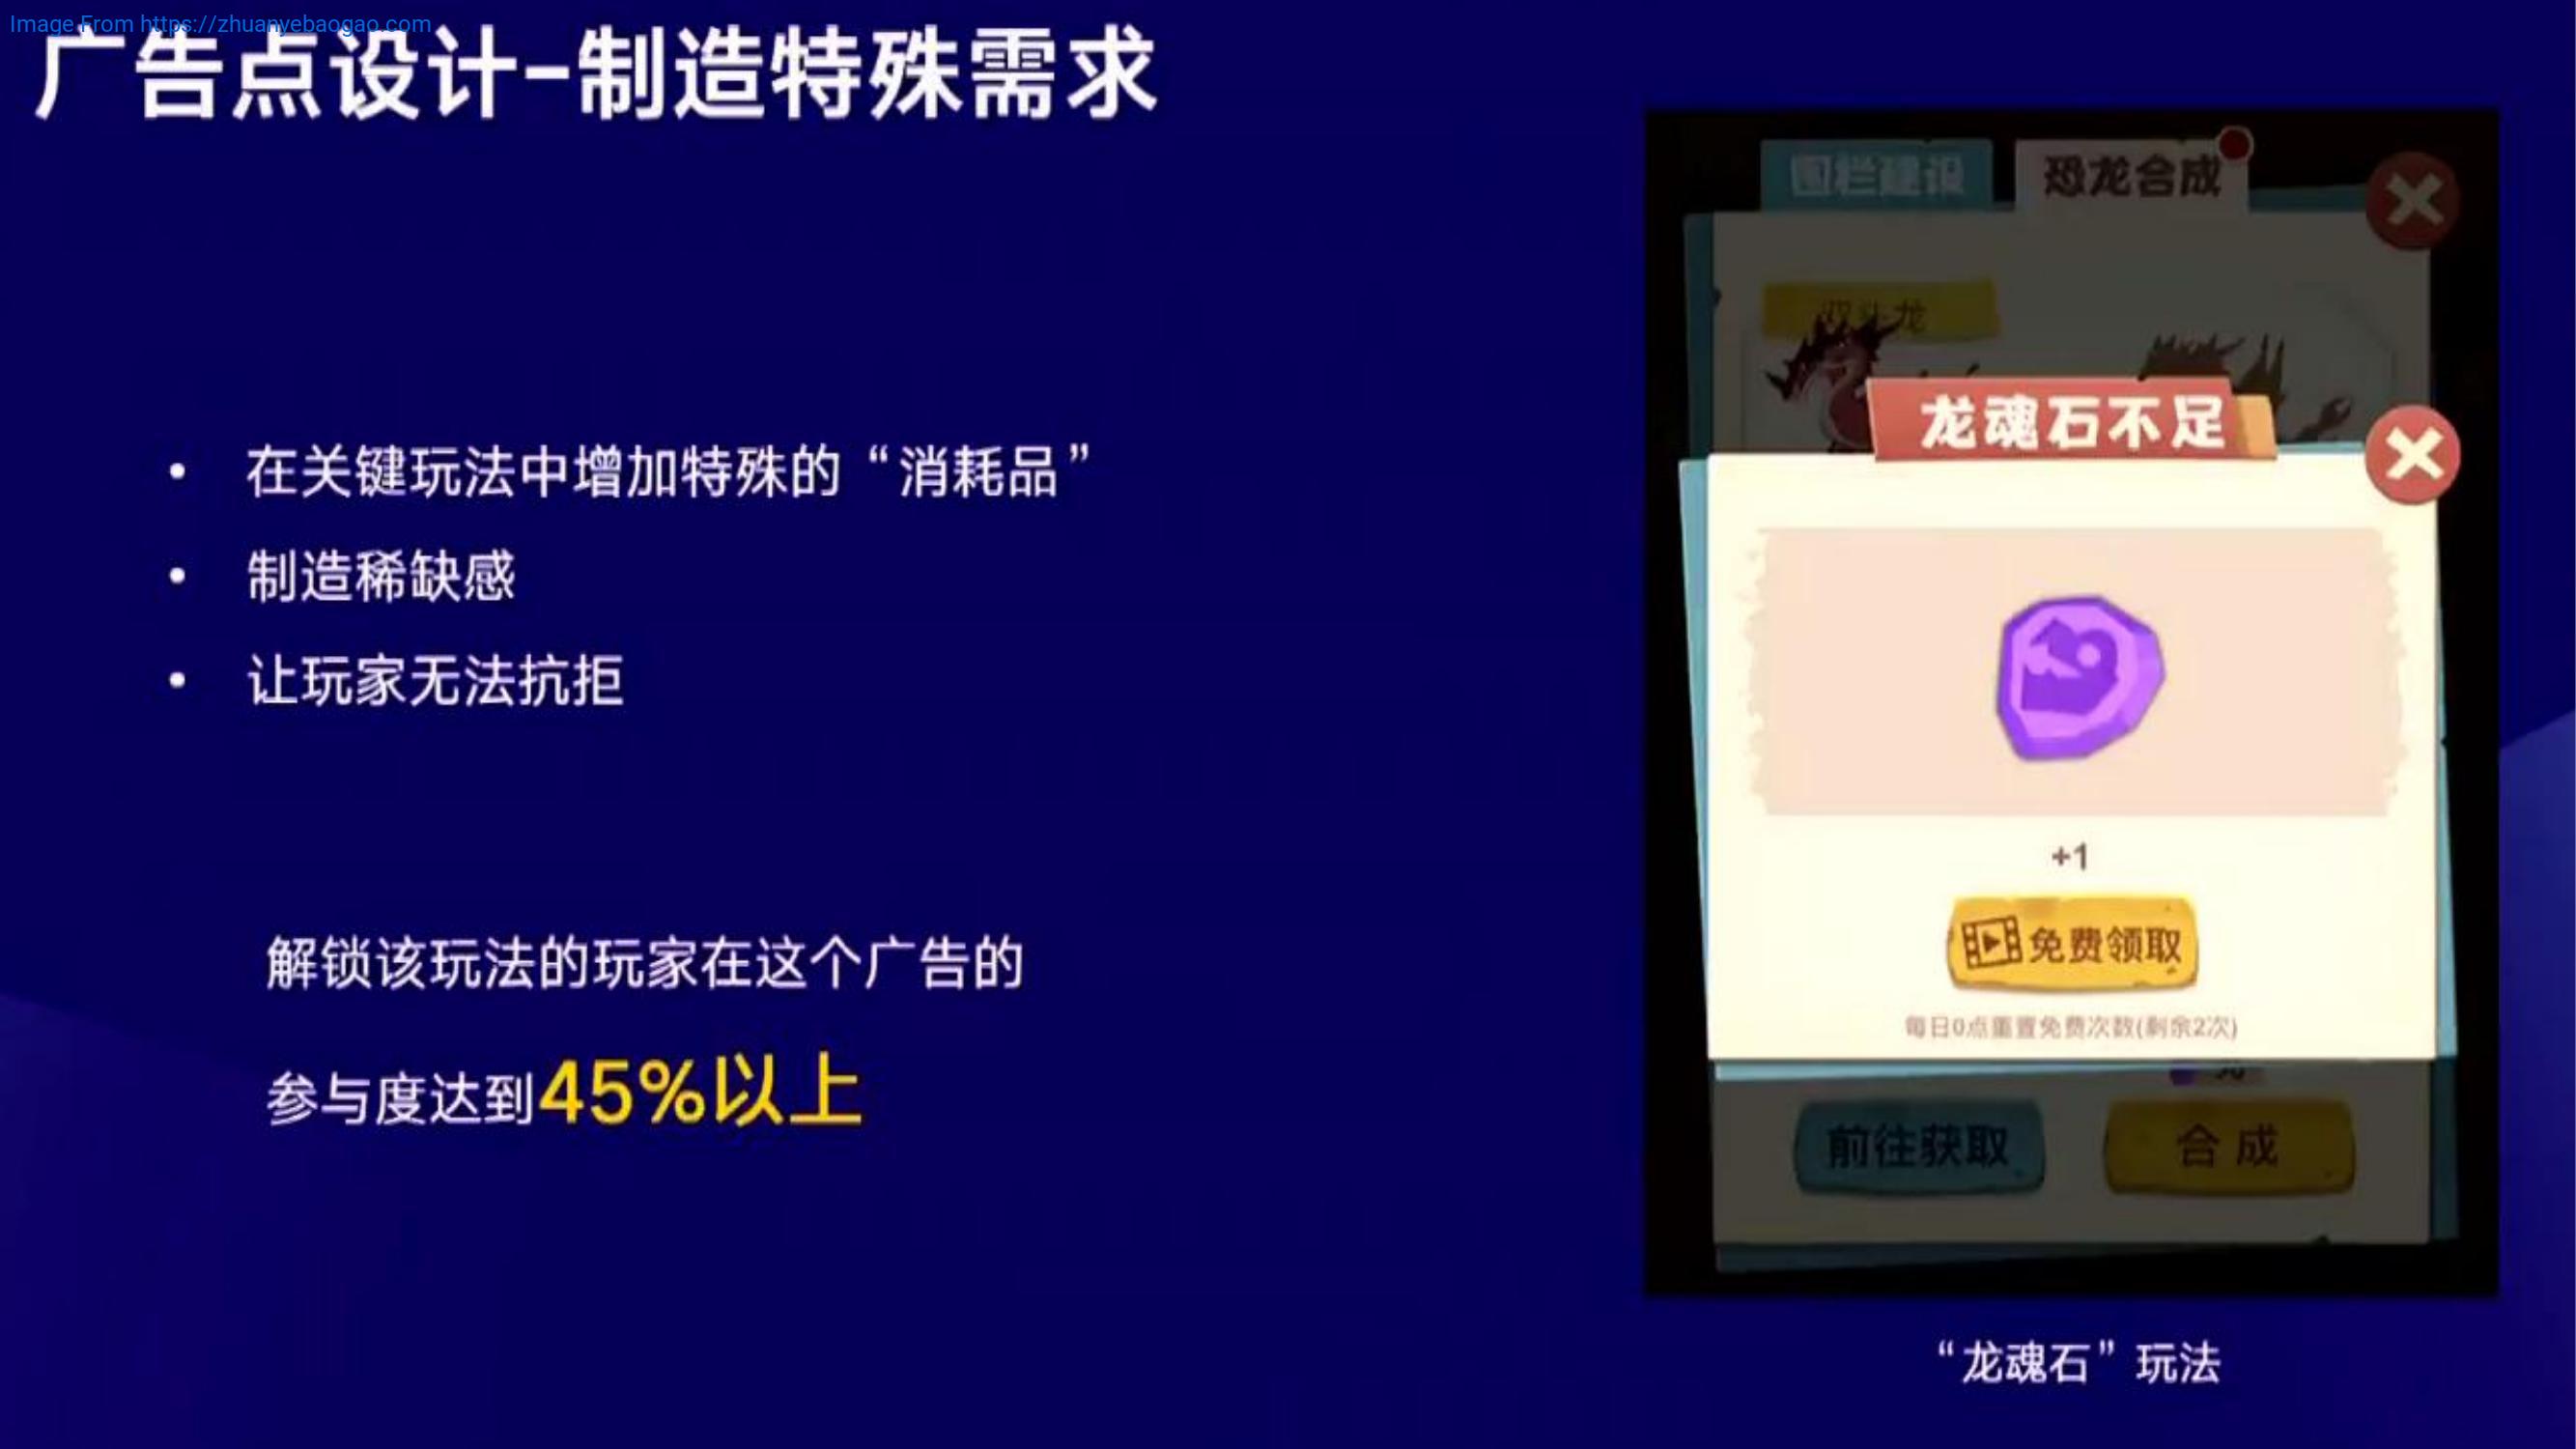 Image From https://zhuanyebaogao.com
广告点设计-制造特殊需求
• 在关键玩法中增加特殊的“消耗品”
• 制造稀缺感
• 让玩家无法抗拒
解锁该玩法的玩家在这个广告的
参与度达到45%以上
围栏建设 恐龙合成
双头龙
龙魂石不足
+1
免费领取
每日0点重置免费次数(剩余2次)
前往获取 合成
“龙魂石”玩法